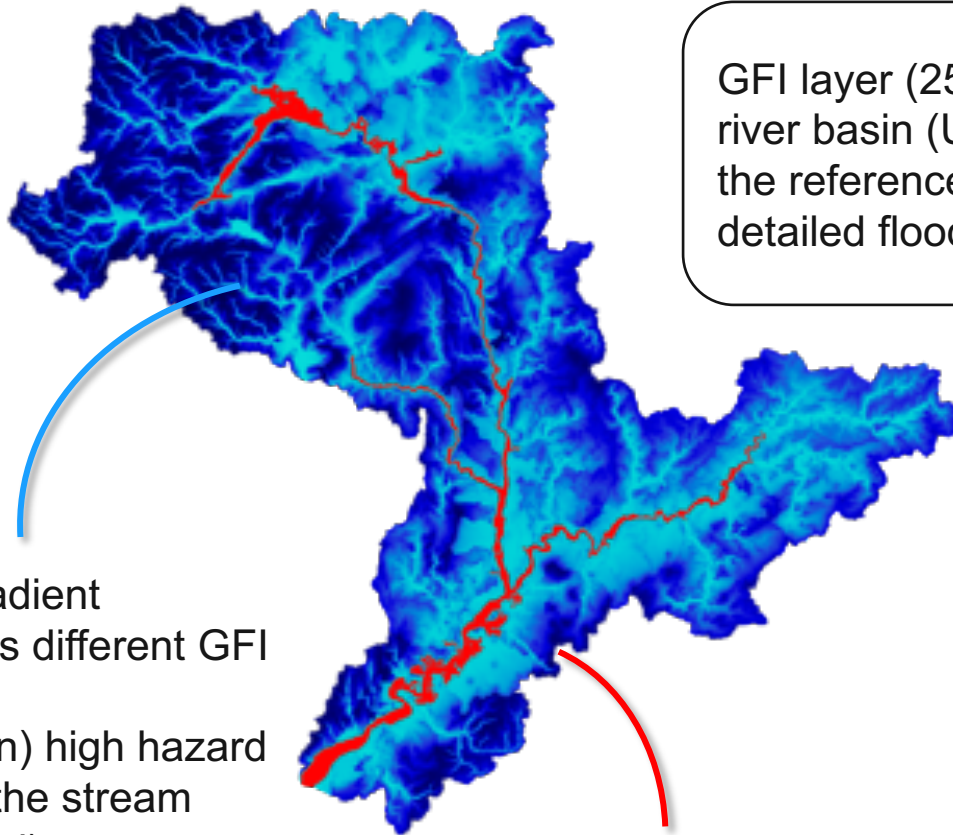 GFI layer (25
river basin (U
the reference
detailed flood
adient
s different GFI
n) high hazard
the stream